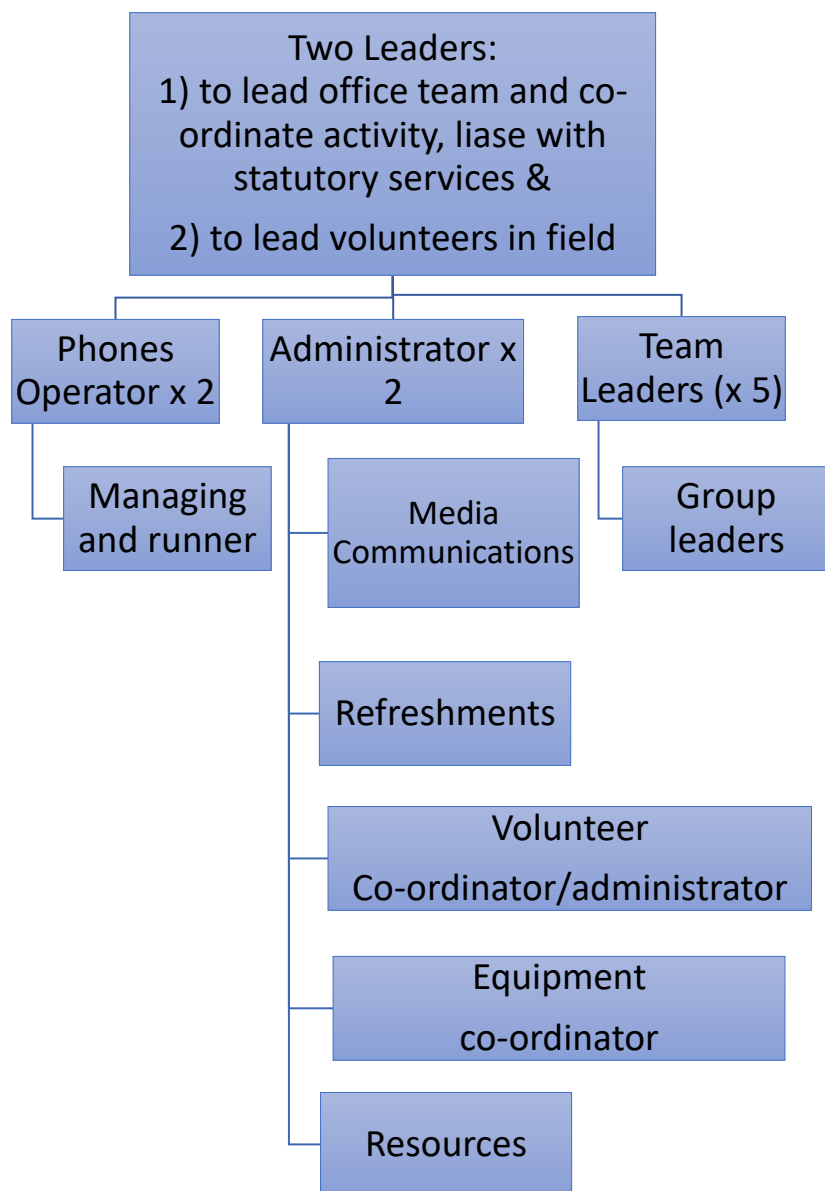 Two Leaders:
1) to lead office team and co-
ordinate activity, liase with
statutory services &
2) to lead volunteers in field
Phones
Operator x 2
Administrator x
2
Team
Leaders (x 5)
Managing
and runner
Media
Communications
Group
leaders
Refreshments
Volunteer
Co-ordinator/administrator
Equipment
co-ordinator
Resources